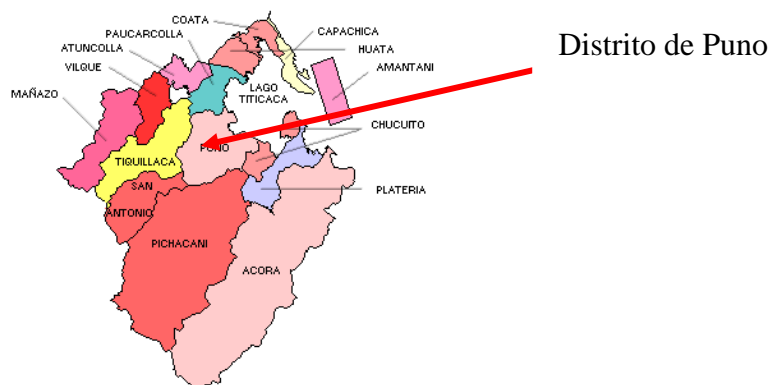 COATA
PAUCARCOLLA
CAPACHICA
ATUNCOLLA
HUATA
VILQUE
AMANTANI
MAÑAZO
LAGO
TITICACA
CHUCUITO
PUNO
TIQUILLACA
SAN
ANTONIO
PLATERIA
PICHACANI
ACORA
Distrito de Puno